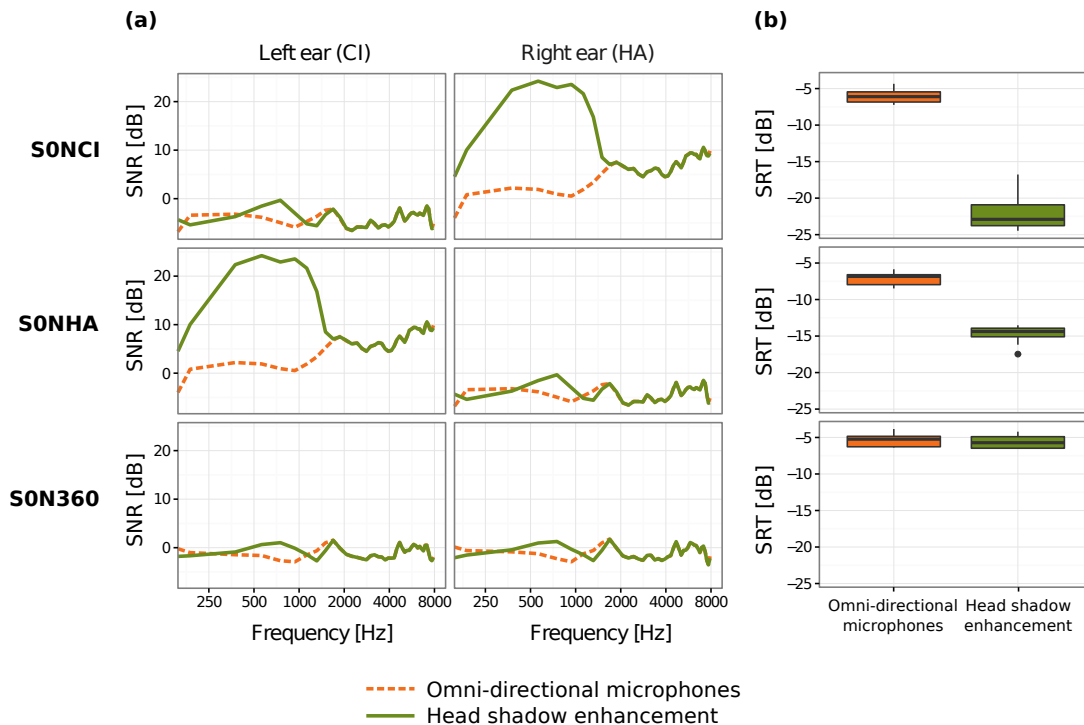 (a)
(b)
Left ear (CI)
Right ear (HA)
S0NCI
SNR [dB]
20
10
0
SRT [dB]
−5
−10
−15
−20
−25
S0NHA
SNR [dB]
20
10
0
SRT [dB]
−5
−10
−15
−20
−25
S0N360
SNR [dB]
20
10
0
SRT [dB]
−5
−10
−15
−20
−25
250 500 1000 2000 4000 8000
250 500 1000 2000 4000 8000
Frequency [Hz]
Frequency [Hz]
Omni-directional
microphones
Head shadow
enhancement
Omni-directional microphones
Head shadow enhancement